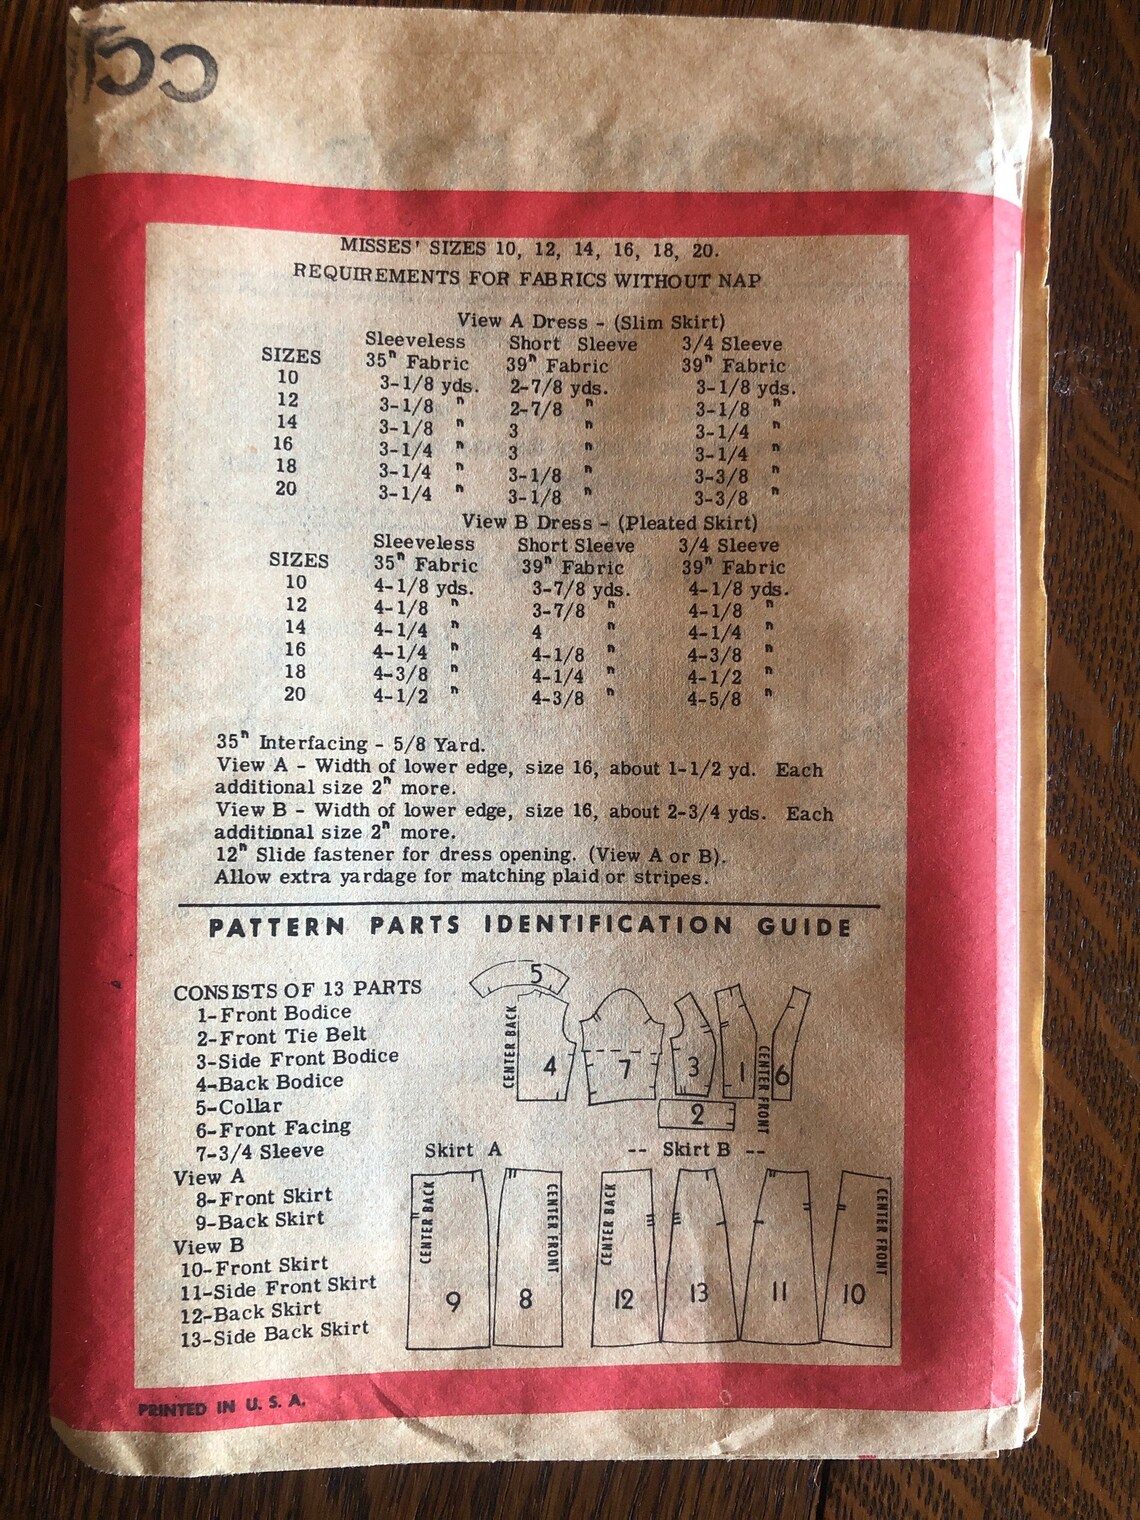 MISSES' SIZES 10, 12, 14, 16, 18, 20.
REQUIREMENTS FOR FABRICS WITHOUT NAP
View A Dress - (Slim Skirt)
Sleeveless Short Sleeve 3/4 Sleeve
SIZES 35" Fabric 39" Fabric 39" Fabric
10 3-1/8 yds. 2-7/8 yds. 3-1/8 yds.
12 3-1/8 " 2-7/8 " 3-1/8 "
14 3-1/8 " 3 " 3-1/4 "
16 3-1/4 " 3 " 3-1/4 "
18 3-1/4 " 3-1/8 " 3-3/8 "
20 3-1/4 " 3-1/8 " 3-3/8 "
View B Dress - (Pleated Skirt)
Sleeveless Short Sleeve 3/4 Sleeve
SIZES 35" Fabric 39" Fabric 39" Fabric
10 4-1/8 yds. 3-7/8 yds. 4-1/8 yds.
12 4-1/8 " 3-7/8 " 4-1/8 "
14 4-1/4 " 4 " 4-1/4 "
16 4-1/4 " 4-1/8 " 4-3/8 "
18 4-3/8 " 4-1/4 " 4-1/2 "
20 4-1/2 " 4-3/8 " 4-5/8 "
35" Interfacing - 5/8 Yard.
View A - Width of lower edge, size 16, about 1-1/2 yd. Each
additional size 2" more.
View B - Width of lower edge, size 16, about 2-3/4 yds. Each
additional size 2" more.
12" Slide fastener for dress opening. (View A or B).
Allow extra yardage for matching plaid or stripes.
PATTERN PARTS IDENTIFICATION GUIDE
CONSISTS OF 13 PARTS
1-Front Bodice
2-Front Tie Belt
3-Side Front Bodice
4-Back Bodice
5-Collar
6-Front Facing
7-3/4 Sleeve
View A
8-Front Skirt
9-Back Skirt
View B
10-Front Skirt
11-Side Front Skirt
12-Back Skirt
13-Side Back Skirt
5
CENTER BACK 4 7 3 1 CENTER FRONT 6
2
Skirt A -- Skirt B --
CENTER BACK CENTER FRONT CENTER BACK CENTER FRONT
9 8 12 13 11 10
PRINTED IN U. S. A.